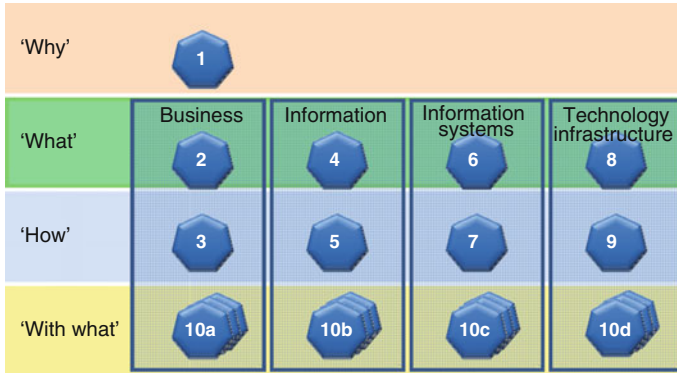 ‘Why’
1
Business Information Information systems Technology infrastructure
‘What’
2 4 6 8
‘How’
3 5 7 9
‘With what’
10a 10b 10c 10d